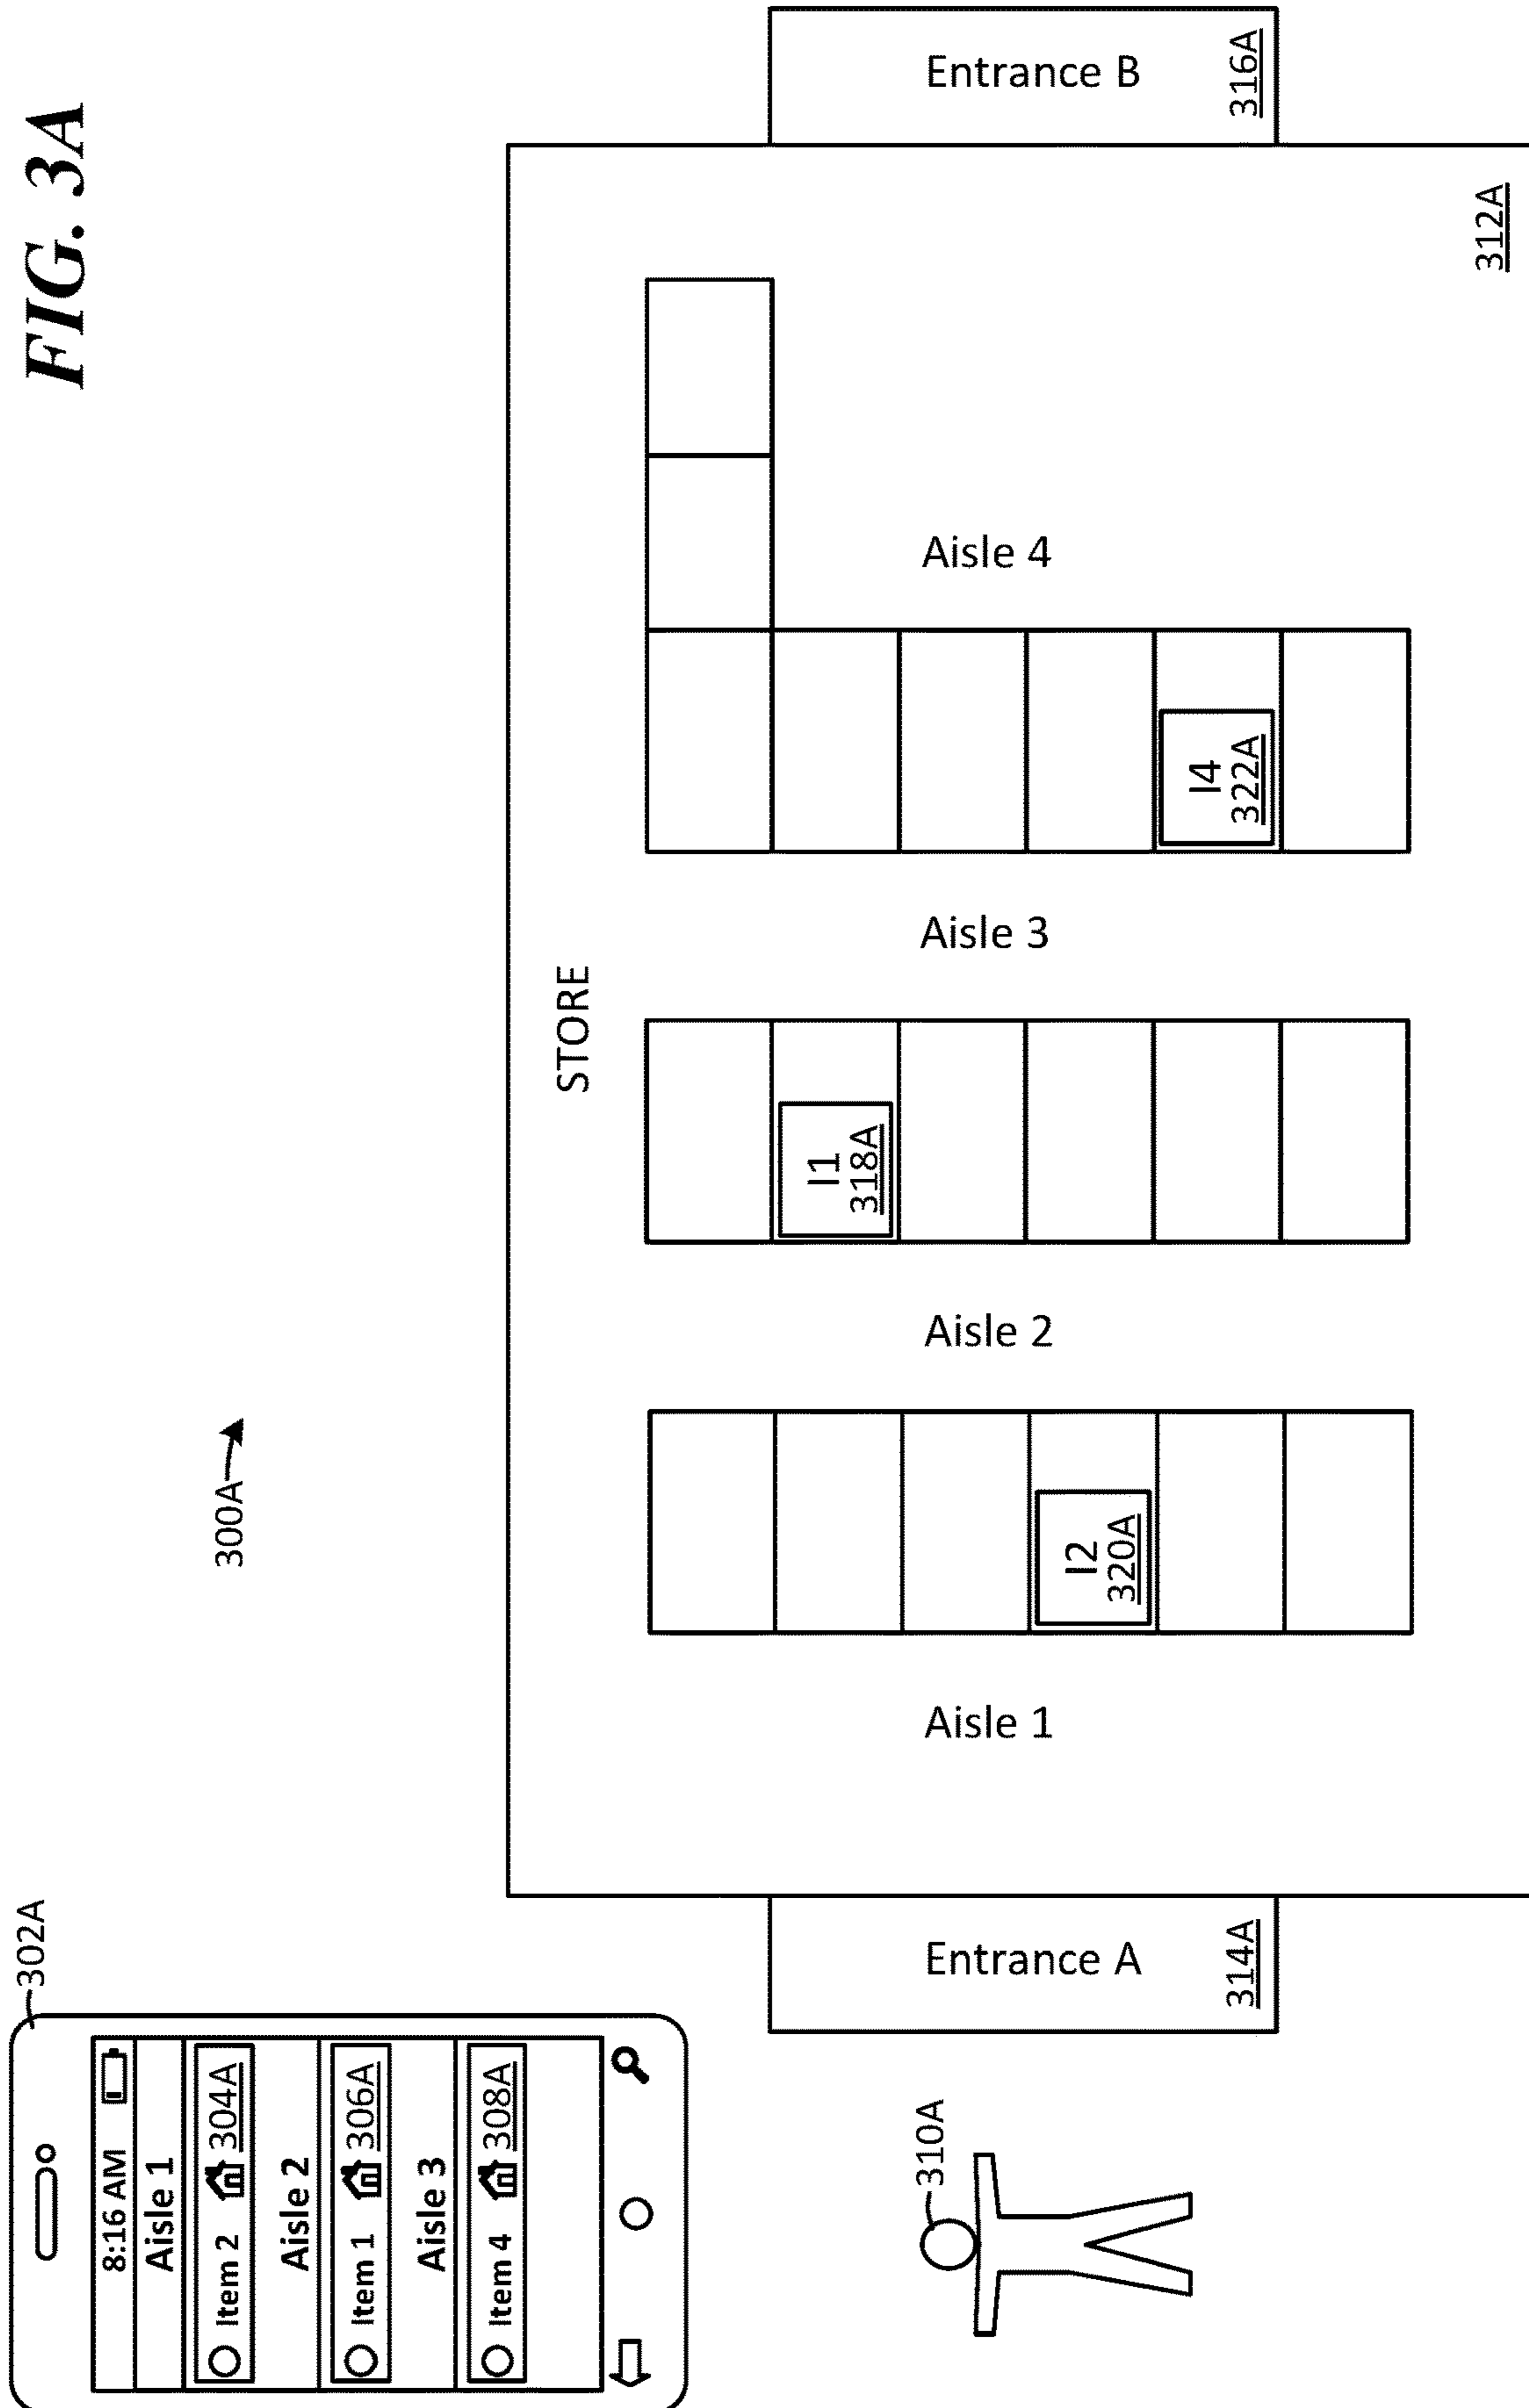 FIG. 3A
300A
302A
8:16 AM
Aisle 1
Item 2 304A
Aisle 2
Item 1 306A
Aisle 3
Item 4 308A
310A
STORE
Entrance A
314A
Aisle 1
I2
320A
Aisle 2
I1
318A
Aisle 3
I4
322A
Aisle 4
Entrance B
316A
312A